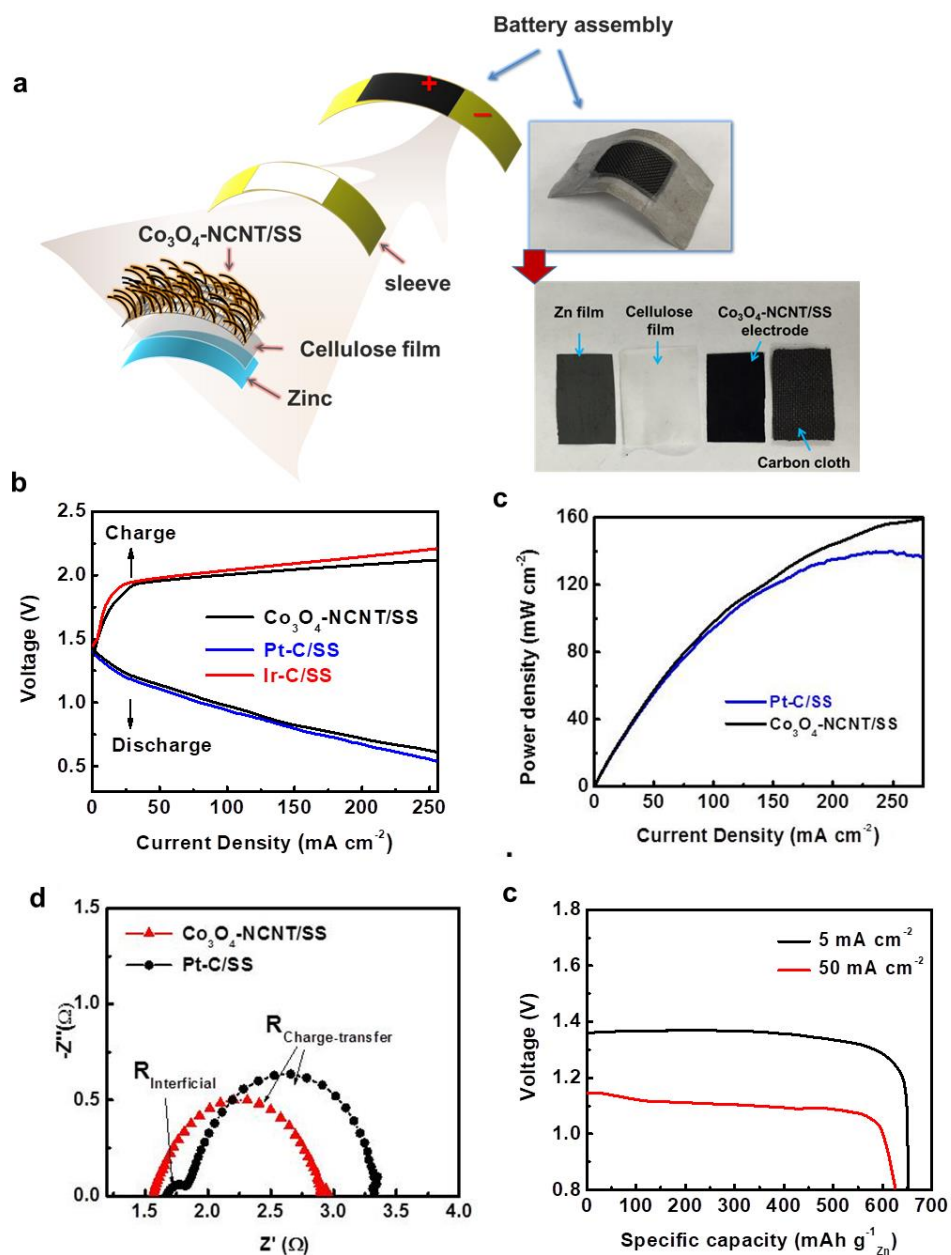 Battery assembly
a
+
−
Co₃O₄-NCNT/SS
sleeve
Cellulose film
Zinc
Zn film
Cellulose
film
Co₃O₄-NCNT/SS
electrode
Carbon cloth
b
2.5
2.0
1.5
1.0
0.5
Voltage (V)
Charge
Co₃O₄-NCNT/SS
Pt-C/SS
Ir-C/SS
Discharge
0 50 100 150 200 250
Current Density (mA cm⁻²)
c
160
120
80
40
0
Power density (mW cm⁻²)
Pt-C/SS
Co₃O₄-NCNT/SS
0 50 100 150 200 250
Current Density (mA cm⁻²)
d
1.5
1.0
0.5
0.0
-Z''(Ω)
Co₃O₄-NCNT/SS
Pt-C/SS
R Charge-transfer
R Interficial
1.5 2.0 2.5 3.0 3.5 4.0
Z' (Ω)
c
1.8
1.6
1.4
1.2
1.0
0.8
Voltage (V)
5 mA cm⁻²
50 mA cm⁻²
0 100 200 300 400 500 600 700
Specific capacity (mAh g⁻¹Zn)